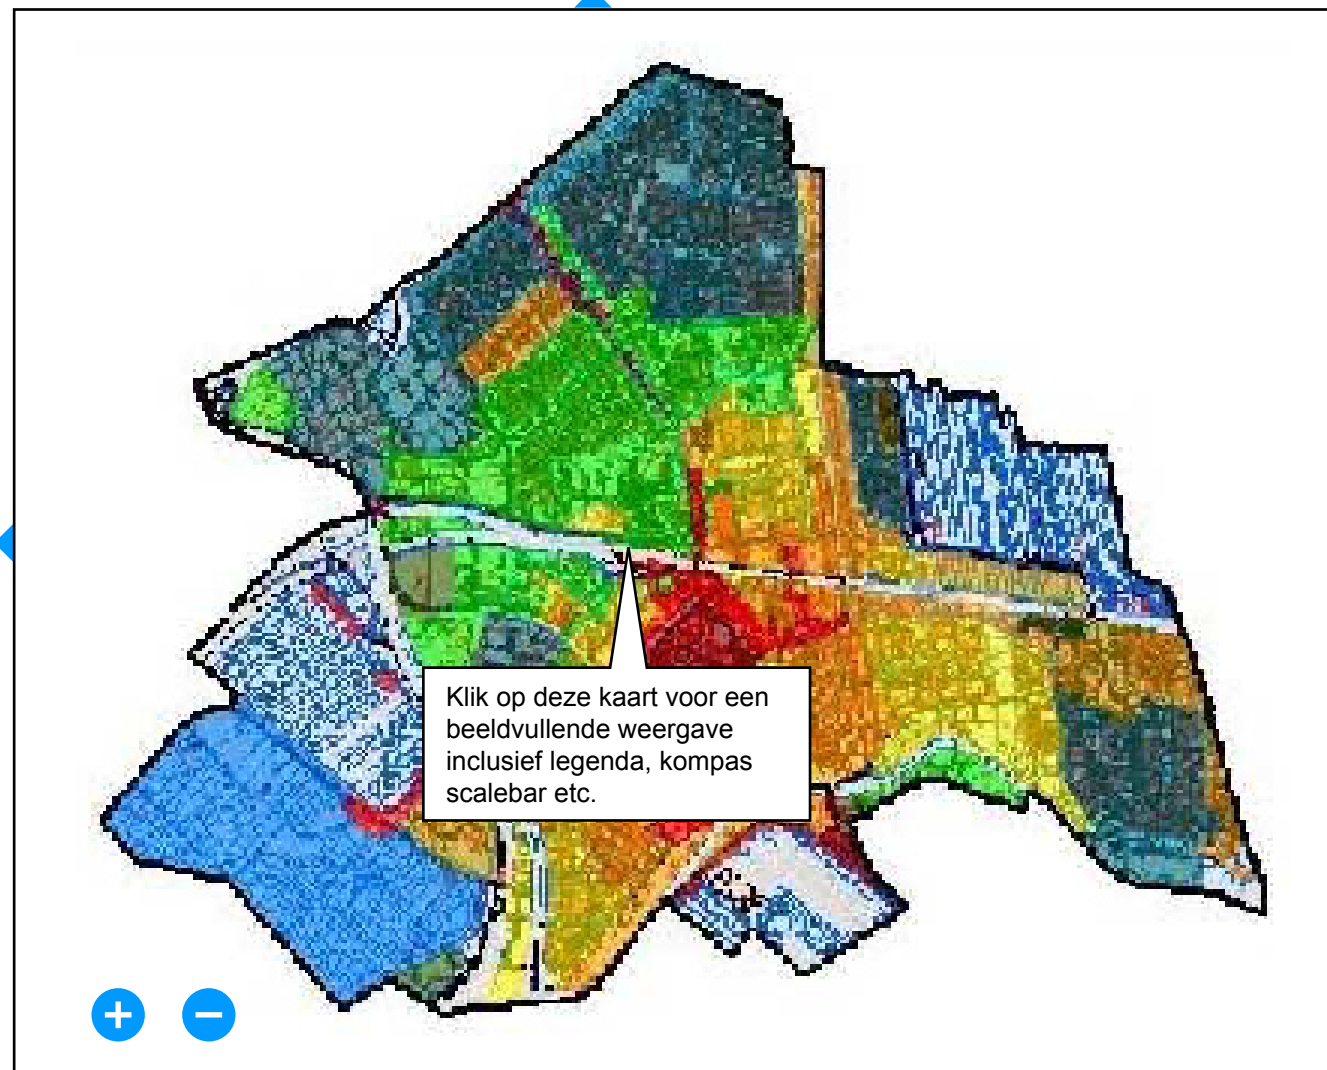 Klik op deze kaart voor een
beeldvullende weergave
inclusief legenda, kompas
scalebar etc.